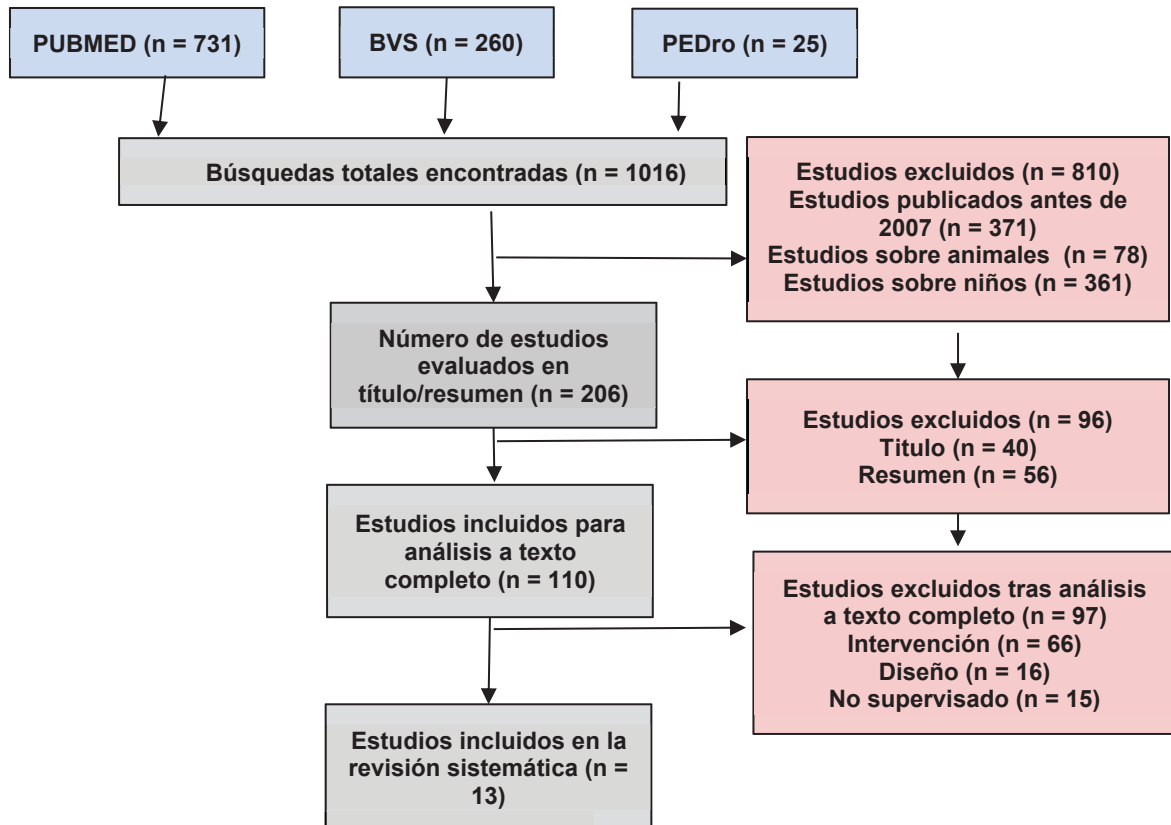 PUBMED (n = 731)
BVS (n = 260)
PEDro (n = 25)
Búsquedas totales encontradas (n = 1016)
Estudios excluidos (n = 810)
Estudios publicados antes de
2007 (n = 371)
Estudios sobre animales (n = 78)
Estudios sobre niños (n = 361)
Número de estudios
evaluados en
título/resumen (n = 206)
Estudios excluidos (n = 96)
Titulo (n = 40)
Resumen (n = 56)
Estudios incluidos para
análisis a texto
completo (n = 110)
Estudios excluidos tras análisis
a texto completo (n = 97)
Intervención (n = 66)
Diseño (n = 16)
No supervisado (n = 15)
Estudios incluidos en la
revisión sistemática (n =
13)